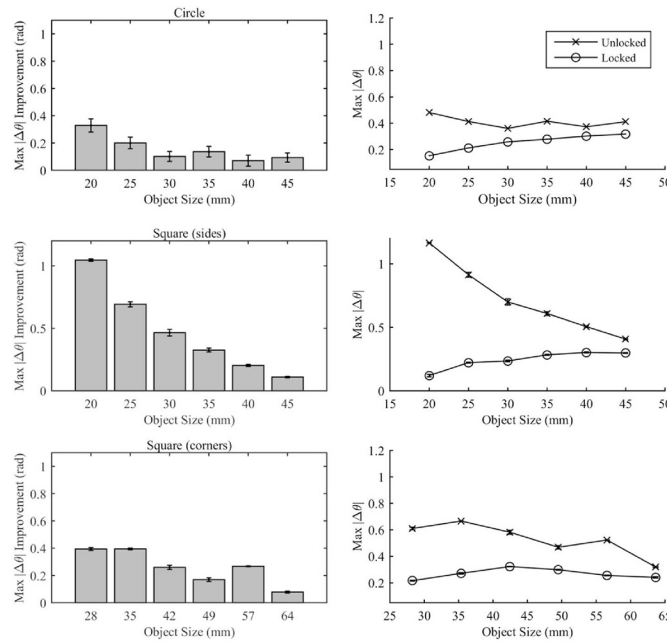 Circle
Max |Δθ| Improvement (rad)
1
0.8
0.6
0.4
0.2
0
20 25 30 35 40 45
Object Size (mm)
Max |Δθ|
1.2
1
0.8
0.6
0.4
0.2
15 20 25 30 35 40 45 50
Object Size (mm)
Unlocked
Locked
Square (sides)
Max |Δθ| Improvement (rad)
1
0.5
0
20 25 30 35 40 45
Object Size (mm)
Max |Δθ|
1
0.5
0
15 20 25 30 35 40 45 50
Object Size (mm)
Square (corners)
Max |Δθ| Improvement (rad)
1
0.8
0.6
0.4
0.2
0
28 35 42 49 57 64
Object Size (mm)
Max |Δθ|
1.2
1
0.8
0.6
0.4
0.2
25 30 35 40 45 50 55 60 65
Object Size (mm)